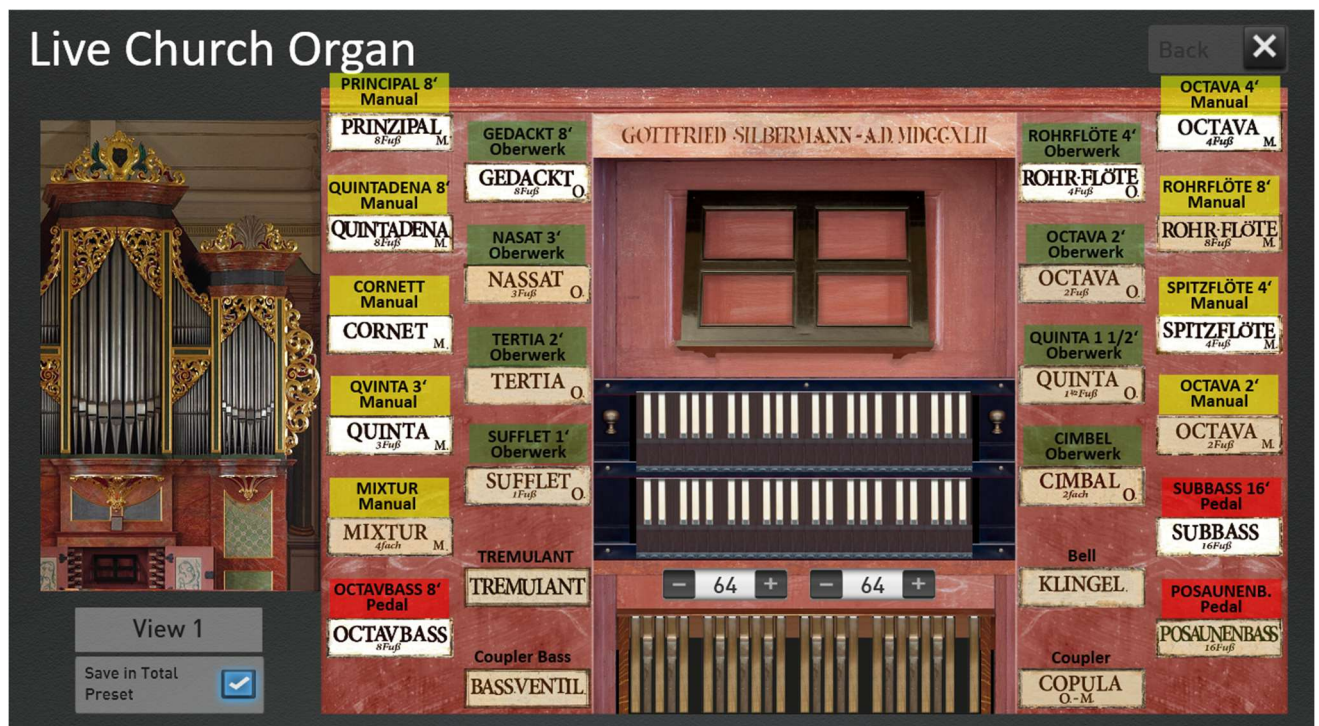 Live Church Organ
Back
PRINCIPAL 8‘
Manual
PRINZIPAL
8Fuß M.
QUINTADENA 8‘
Manual
QUINTADENA
8Fuß M.
CORNETT
Manual
CORNET
M.
QVINTA 3‘
Manual
QUINTA
3Fuß M.
MIXTUR
Manual
MIXTUR
4fach M.
OCTAVBASS 8‘
Pedal
OCTAVBASS
8Fuß
GEDACKT 8‘
Oberwerk
GEDACKT
8Fuß O.
NASAT 3‘
Oberwerk
NASSAT
3Fuß O.
TERTIA 2‘
Oberwerk
TERTIA
O.
SUFFLET 1‘
Oberwerk
SUFFLET
1Fuß O.
TREMULANT
TREMULANT
Coupler Bass
BASS.VENTIL.
GOTTFRIED SILBERMANN - A.D. MDCCXLII
64
64
ROHRFLÖTE 4‘
Oberwerk
ROHR-FLÖTE
4Fuß O.
OCTAVA 2‘
Oberwerk
OCTAVA
2Fuß O.
QUINTA 1 1/2‘
Oberwerk
QUINTA
1 1/2 Fuß O.
CIMBEL
Oberwerk
CIMBAL
2fach O.
Bell
KLINGEL.
Coupler
COPULA
O.-M.
OCTAVA 4‘
Manual
OCTAVA
4Fuß M.
ROHRFLÖTE 8‘
Manual
ROHR-FLÖTE
8Fuß M.
SPITZFLÖTE 4‘
Manual
SPITZFLÖTE
4Fuß M.
OCTAVA 2‘
Manual
OCTAVA
2Fuß M.
SUBBASS 16‘
Pedal
SUBBASS
16Fuß
POSAUNENB.
Pedal
POSAUNENBASS
16Fuß
View 1
Save in Total
Preset